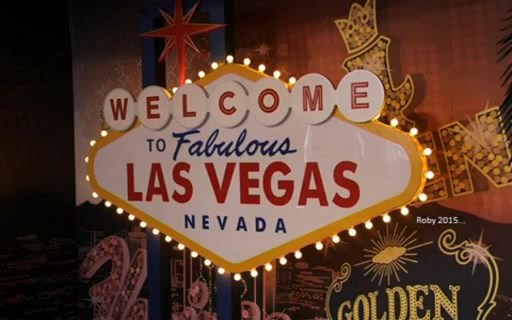 WELCOME
TO Fabulous
LAS VEGAS
NEVADA
Roby 2015...
GOLDEN